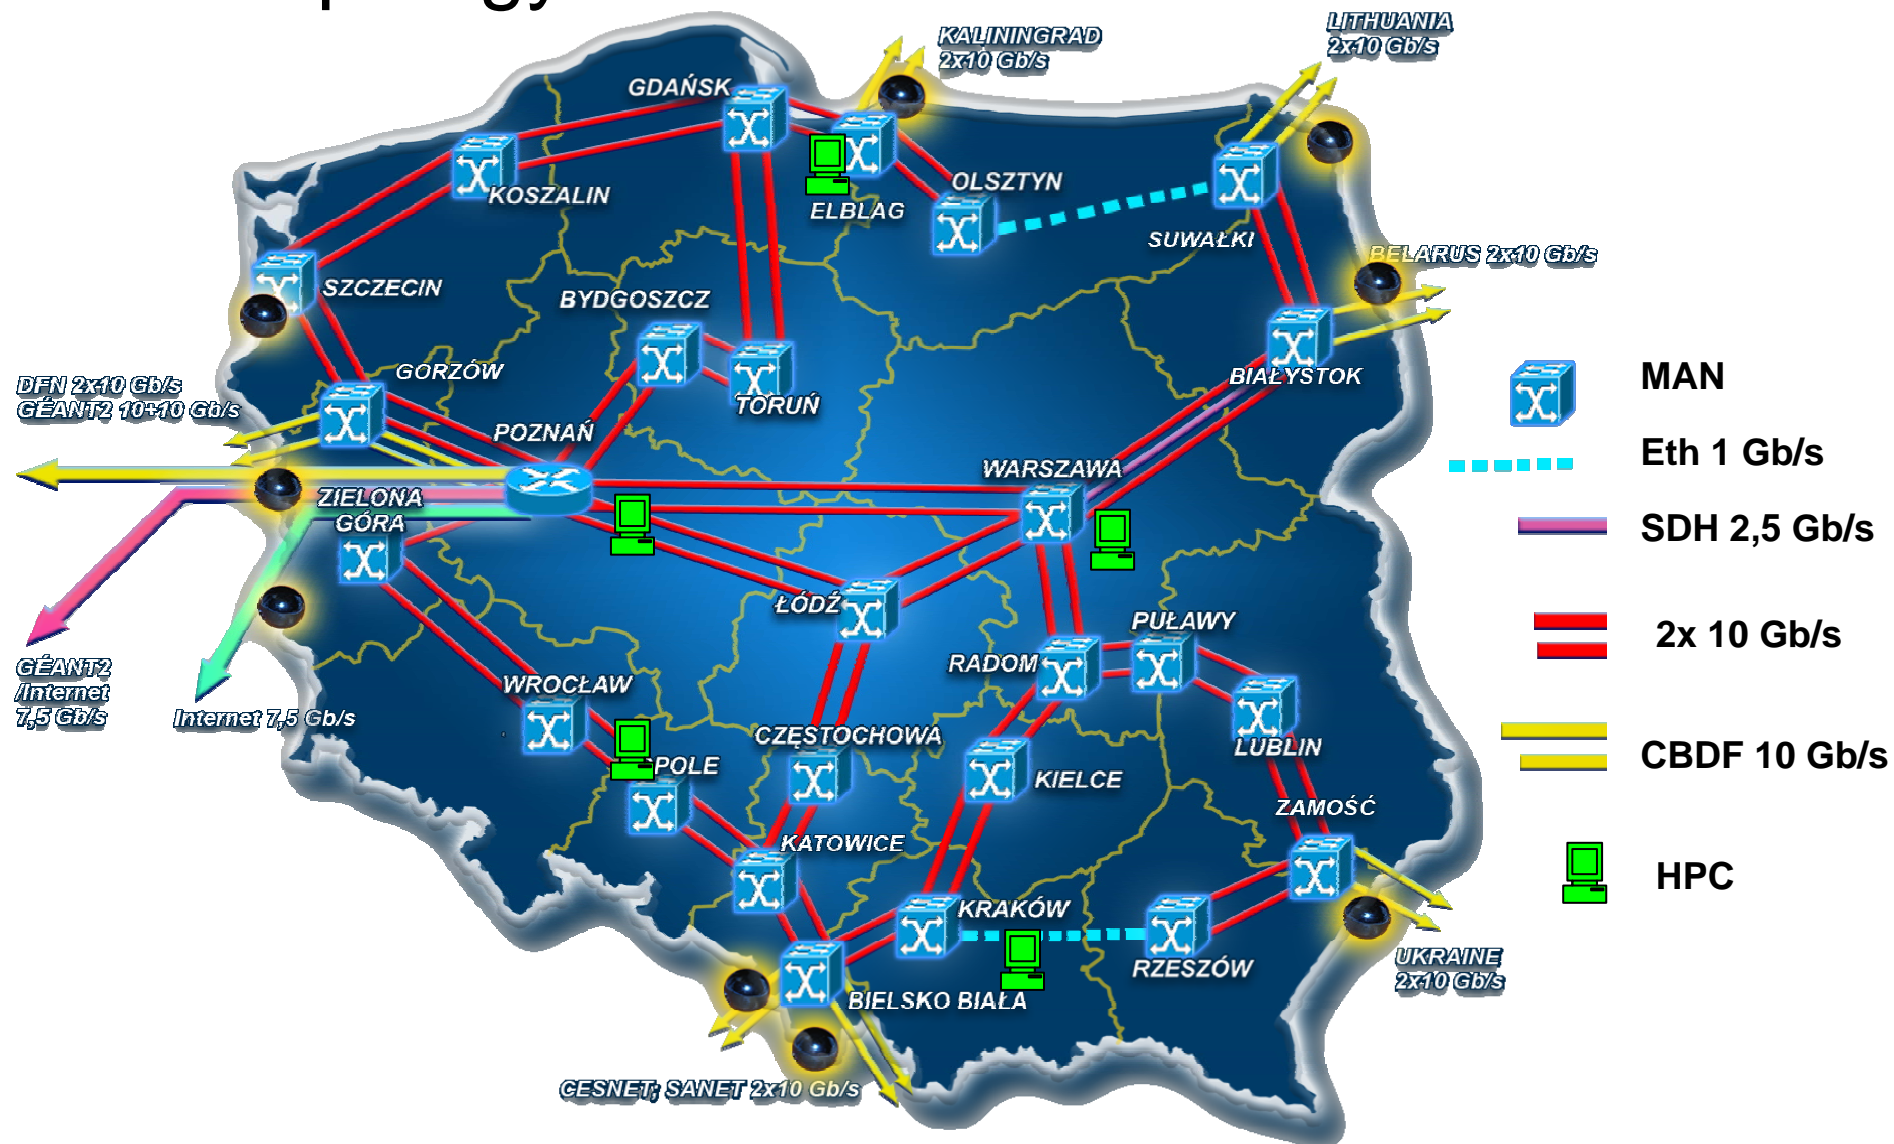 KALININGRAD
2x10 Gb/s
LITHUANIA
2x10 Gb/s
GDAŃSK
KOSZALIN
OLSZTYN
ELBLAG
SUWAŁKI
BELARUS 2x10 Gb/s
SZCZECIN
BYDGOSZCZ
GORZÓW
DFN 2x10 Gb/s
GÉANT2 10+10 Gb/s
BIAŁYSTOK
TORUŃ
POZNAŃ
WARSZAWA
ZIELONA
GÓRA
ŁÓDŹ
PUŁAWY
RADOM
GÉANT2
/Internet
7,5 Gb/s
Internet 7,5 Gb/s
WROCŁAW
CZĘSTOCHOWA
LUBLIN
POLE
KIELCE
ZAMOŚĆ
KATOWICE
KRAKÓW
RZESZÓW
UKRAINE
2x10 Gb/s
BIELSKO BIAŁA
CESNET; SANET 2x10 Gb/s
MAN
Eth 1 Gb/s
SDH 2,5 Gb/s
2x 10 Gb/s
CBDF 10 Gb/s
HPC